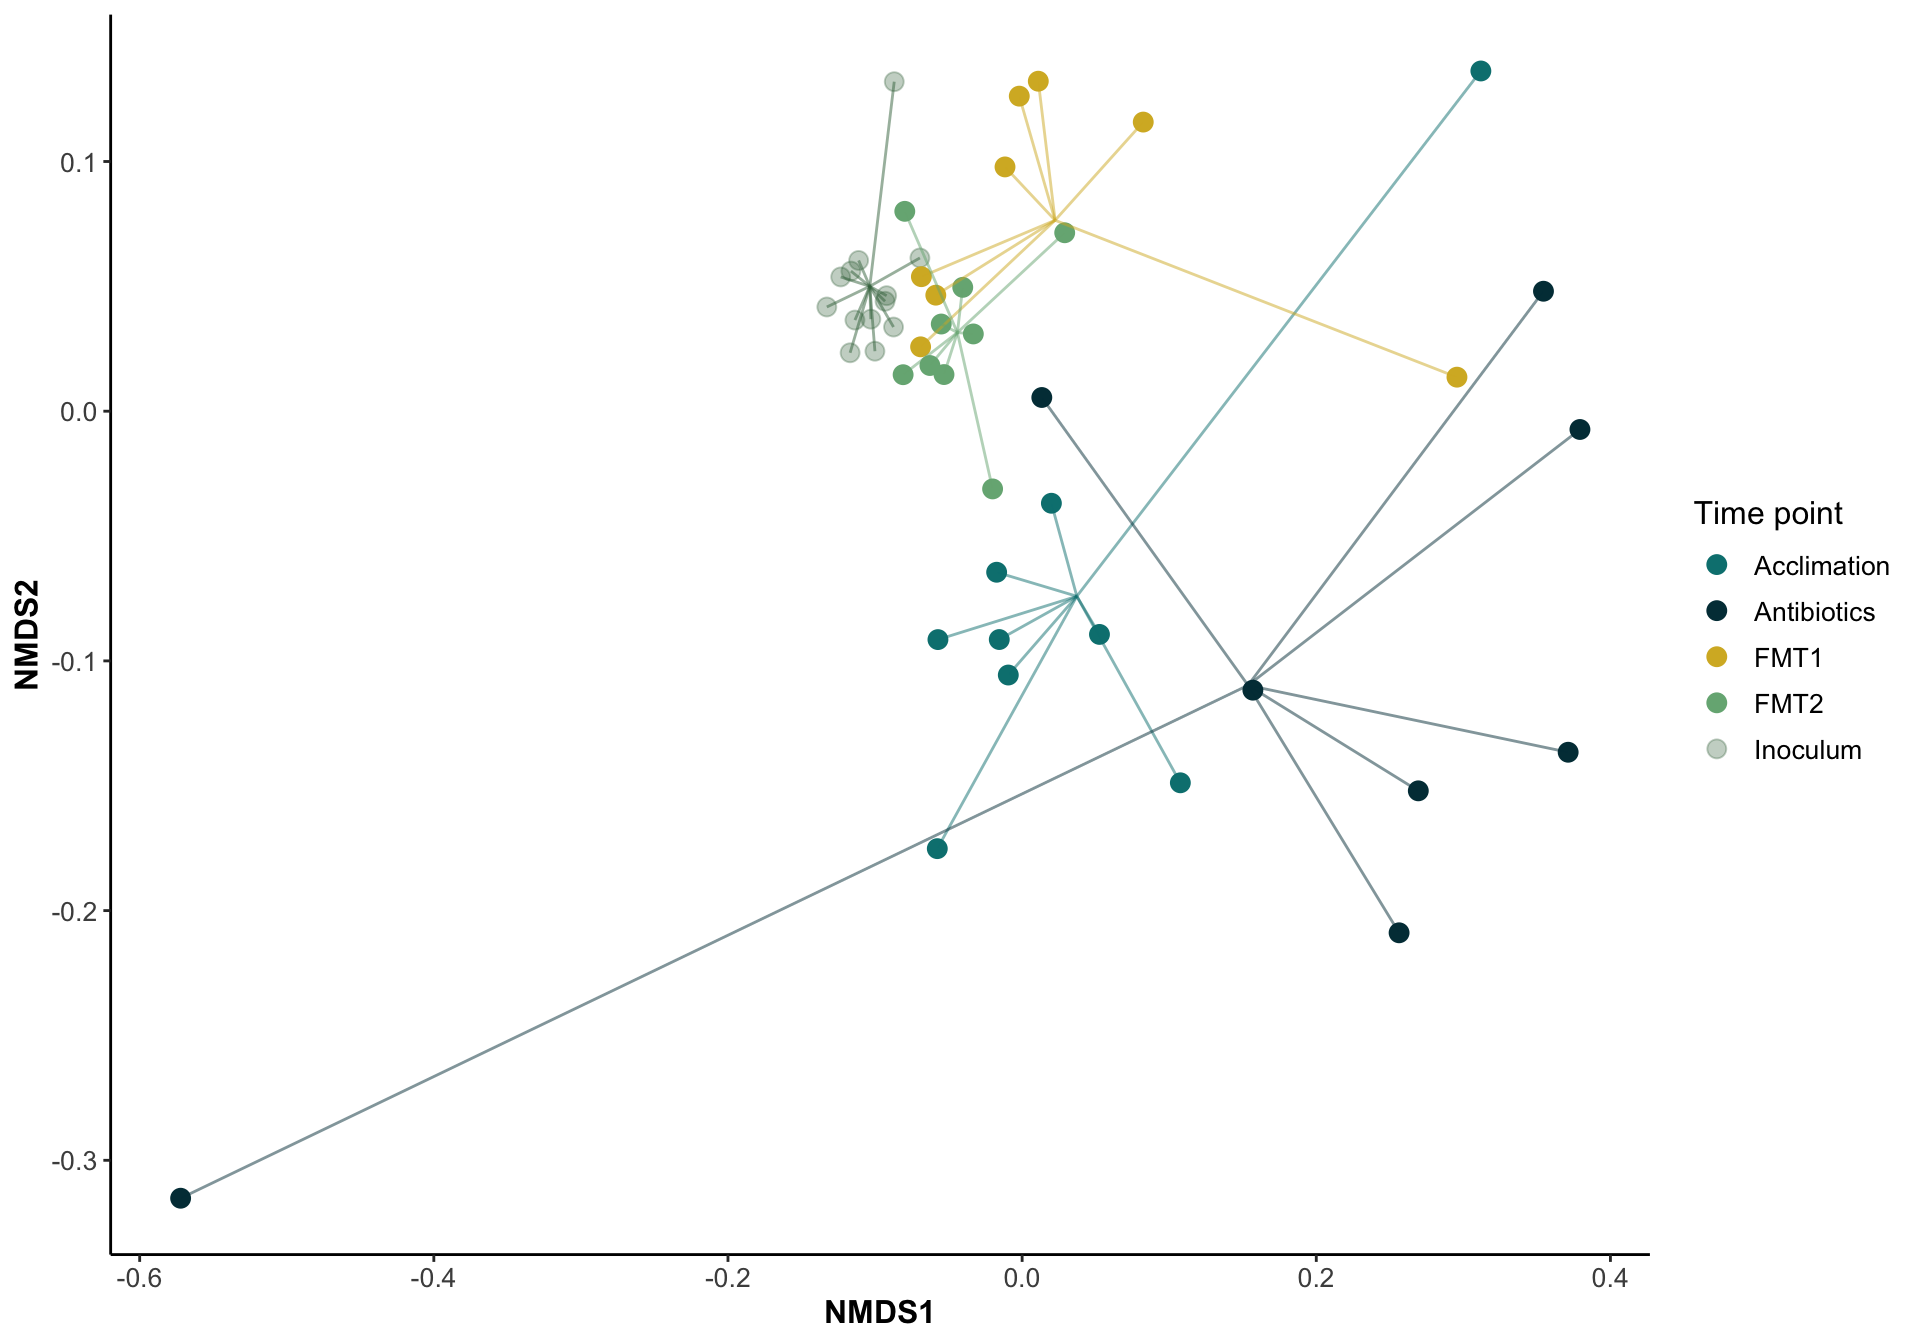 0.1
0.0
-0.1
-0.2
-0.3
NMDS2
-0.6
-0.4
-0.2
0.0
0.2
0.4
NMDS1
Time point
Acclimation
Antibiotics
FMT1
FMT2
Inoculum